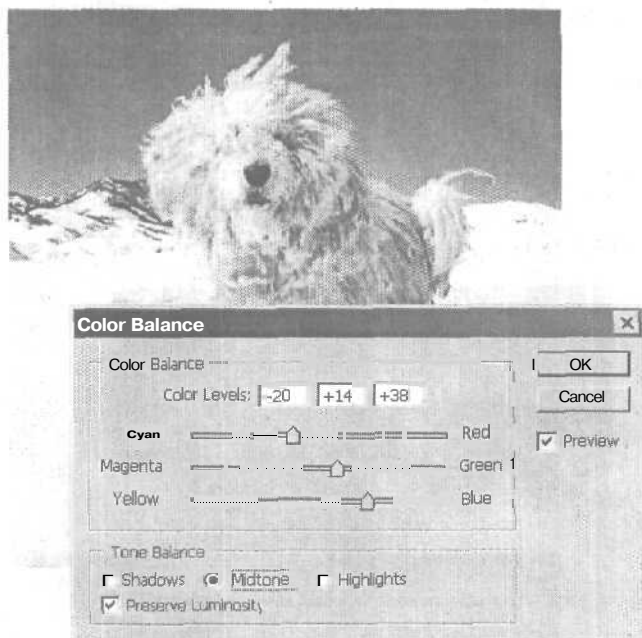 Color Balance
Color Balance
OK
Color Levels: -20 +14 +38
Cancel
Cyan Red
Preview
Magenta Green
Yellow Blue
Tone Balance
Shadows Midtone Highlights
Preserve Luminosity